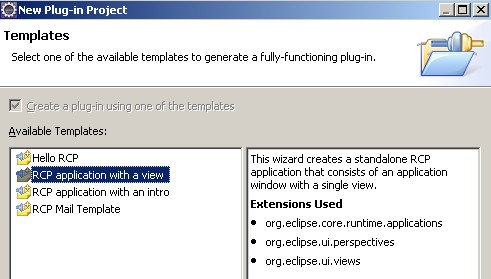 New Plug-in Project
Templates
Select one of the available templates to generate a fully-functioning plug-in.
Create a plug-in using one of the templates
Available Templates:
Hello RCP
RCP application with a view
RCP application with an intro
RCP Mail Template
This wizard creates a standalone RCP
application that consists of an application
window with a single view.
Extensions Used
• org.eclipse.core.runtime.applications
• org.eclipse.ui.perspectives
• org.eclipse.ui.views